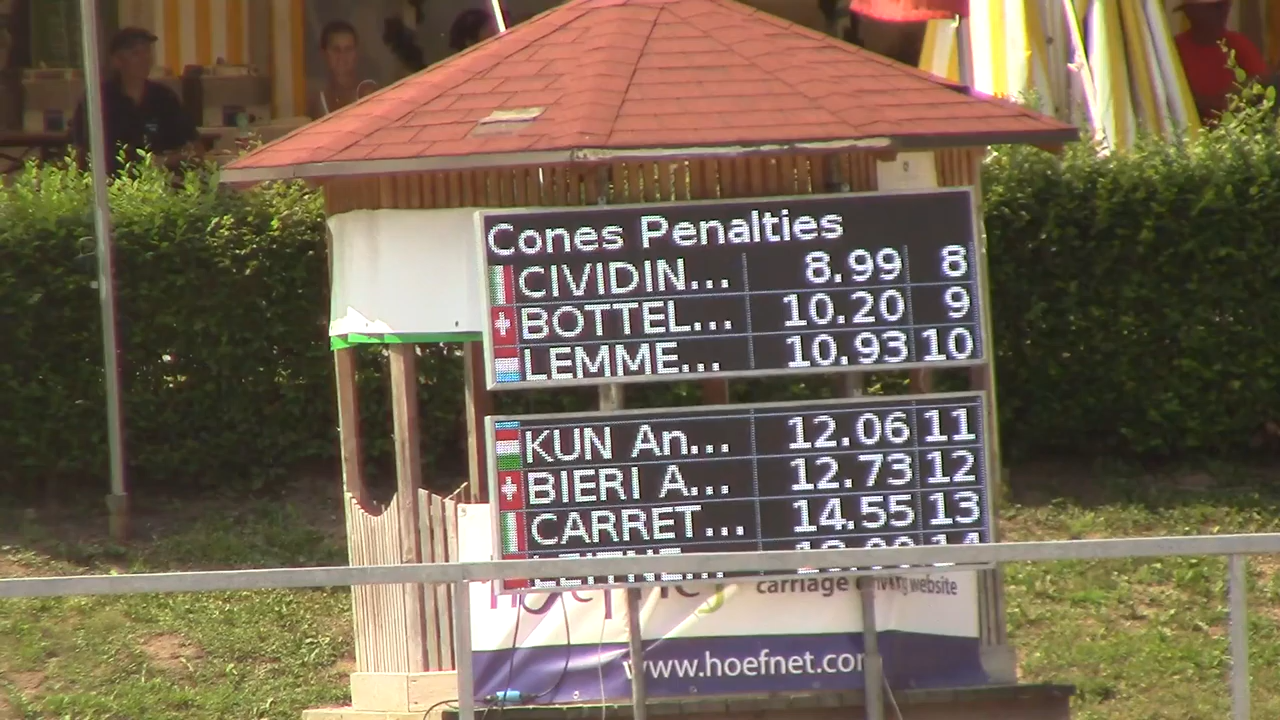 Cones Penalties
CIVIDIN... 8.99 8
BOTTEL... 10.20 9
LEMME... 10.93 10
KUN An... 12.06 11
BIERI A... 12.73 12
CARRET... 14.55 13
carriage driving website
www.hoefnet.com